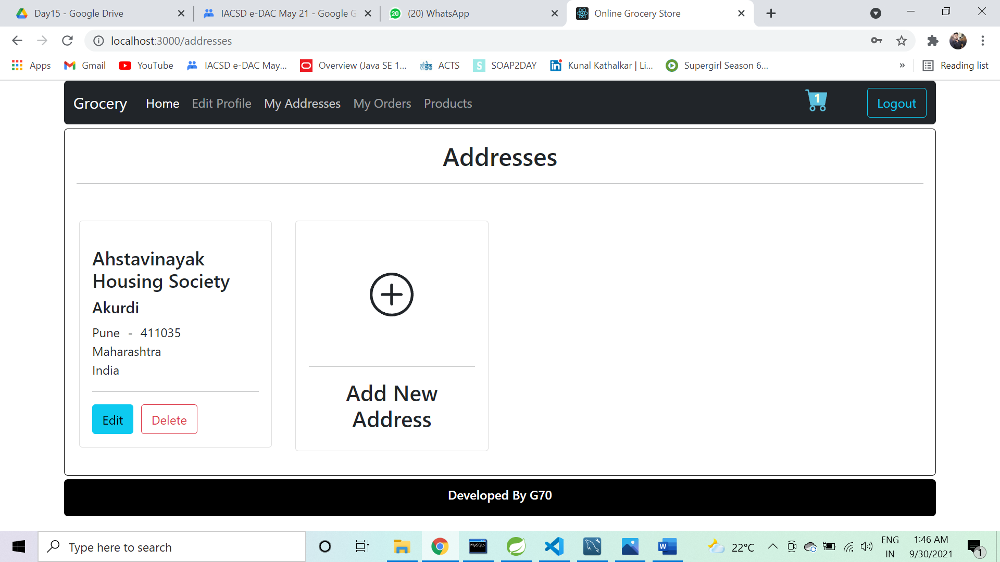 Day15 - Google Drive
IACSD e-DAC May 21 - Google G
20
(20) WhatsApp
Online Grocery Store
localhost:3000/addresses
Apps
Gmail
YouTube
IACSD e-DAC May...
Overview (Java SE 1...
ACTS
S
SOAP2DAY
in
Kunal Kathalkar | Li...
Supergirl Season 6...
»
Reading list
Grocery
Home
Edit Profile
My Addresses
My Orders
Products
1
Logout
Addresses
Ahstavinayak
Housing Society
Akurdi
Pune - 411035
Maharashtra
India
Edit
Delete
Add New
Address
Developed By G70
Type here to search
MySQL
W
22°C
ENG
IN
1:46 AM
9/30/2021
1